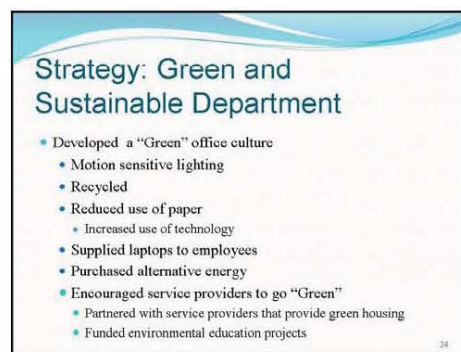 Strategy: Green and
Sustainable Department
Developed a “Green” office culture
Motion sensitive lighting
Recycled
Reduced use of paper
Increased use of technology
Supplied laptops to employees
Purchased alternative energy
Encouraged service providers to go “Green”
Partnered with service providers that provide green housing
Funded environmental education projects
24